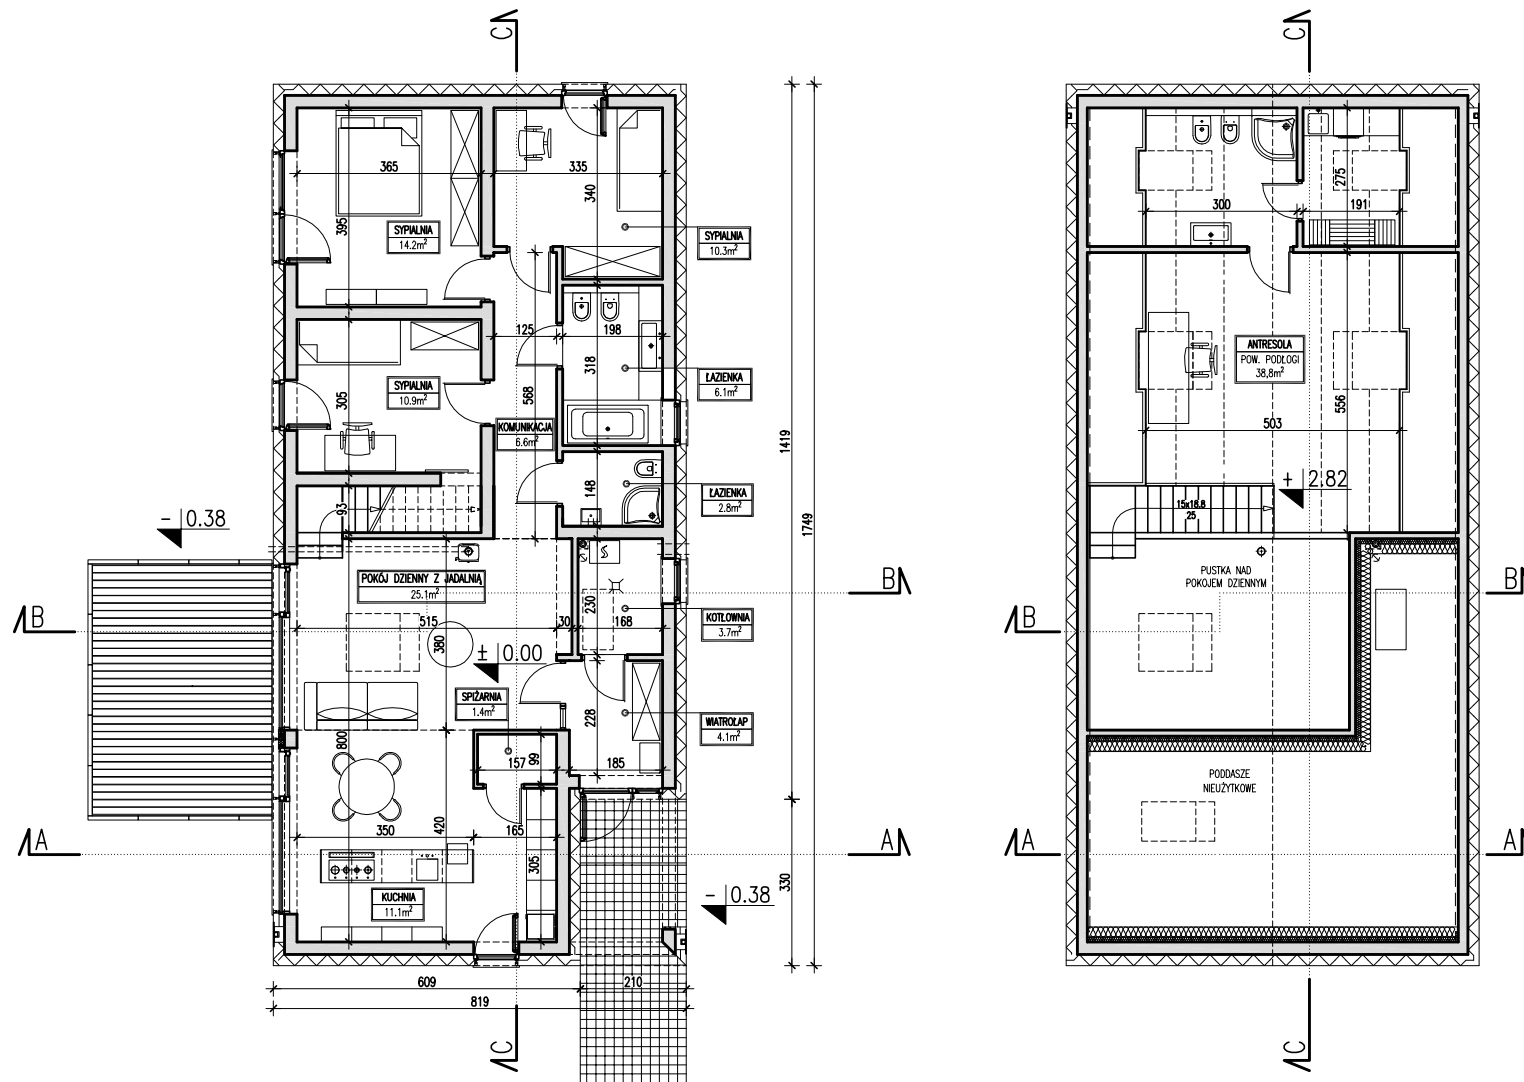 C
C
365
335
340
395
SYPIALNIA
14.2m²
SYPIALNIA
10.3m²
275
300
191
125
198
318
568
305
SYPIALNIA
10.9m²
ŁAZIENKA
6.1m²
KOMUNIKACJA
6.6m²
ANTRESOLA
POW. PODŁOGI
38,8m²
556
503
1419
1749
148
ŁAZIENKA
2.8m²
93
- 0.38
+ 2.82
15x18.8
25
POKÓJ DZIENNY Z JADALNIĄ
25.1m²
PUSTKA NAD
POKOJEM DZIENNYM
B
B
B
B
230
KOTŁOWNIA
3.7m²
515
30
168
380
± 0.00
SPIŻARNIA
1.4m²
228
WIATROŁAP
4.1m²
800
157
99
185
PODDASZE
NIEUŻYTKOWE
350
420
165
A
A
A
A
305
330
KUCHNIA
11.1m²
- 0.38
609
210
819
C
C